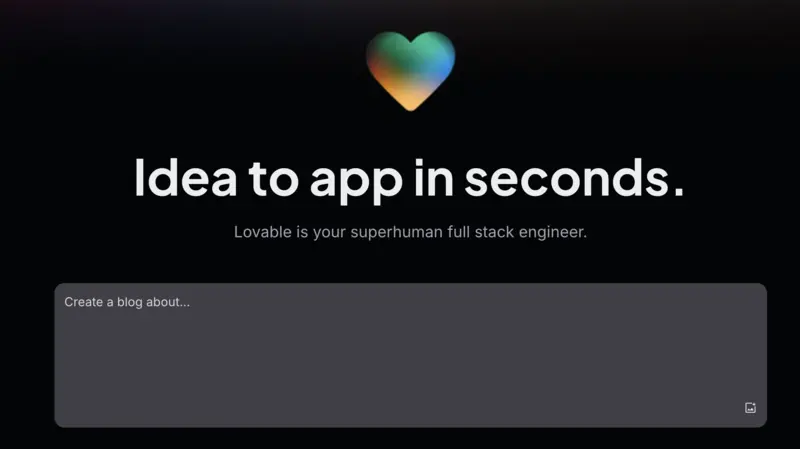 Idea to app in seconds.
Lovable is your superhuman full stack engineer.
Create a blog about...